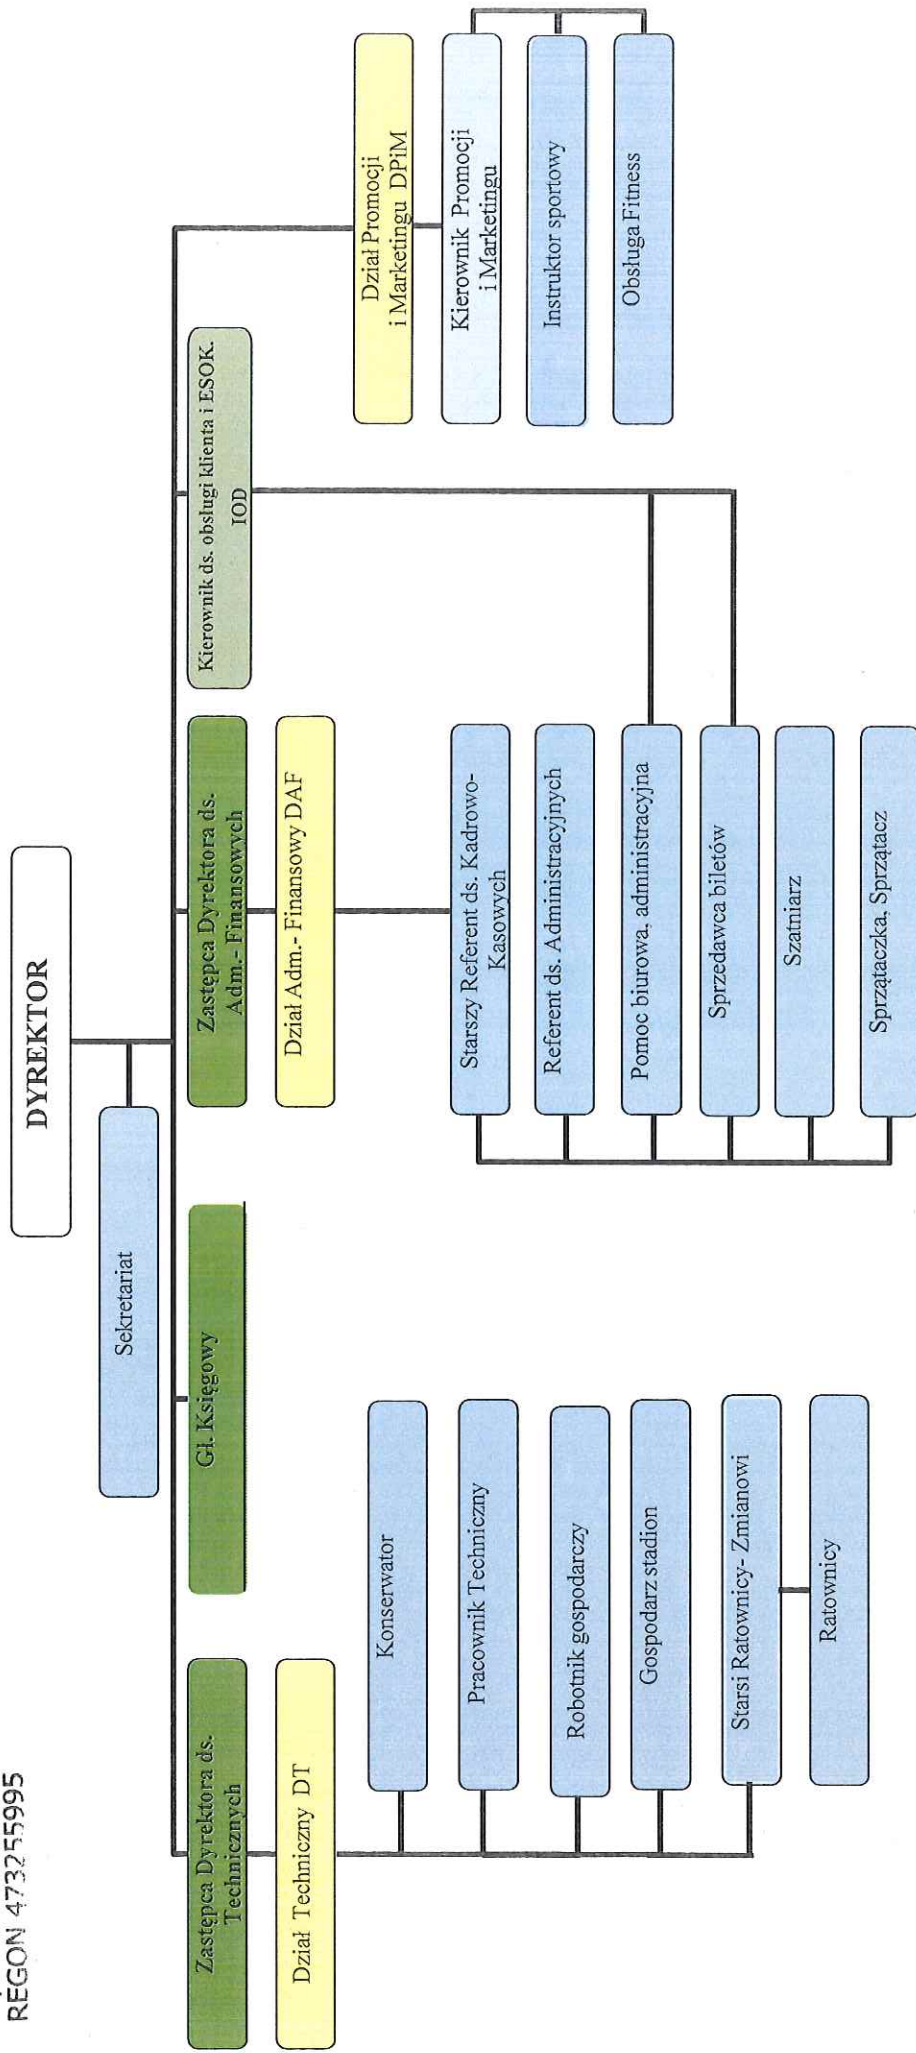 REGON 473255995
DYREKTOR
Sekretariat
Zastępca Dyrektora ds.
Technicznych
Gł. Księgowy
Zastępca Dyrektora ds.
Adm.- Finansowych
Kierownik ds. obsługi klienta i ESOK.
IOD
Dział Techniczny DT
Dział Adm.- Finansowy DAF
Dział Promocji
i Marketingu DPiM
Konserwator
Pracownik Techniczny
Robotnik gospodarczy
Gospodarz stadion
Starsi Ratownicy- Zmianowi
Ratownicy
Starszy Referent ds. Kadrowo-
Kasowych
Referent ds. Administracyjnych
Pomoc biurowa, administracyjna
Sprzedawca biletów
Szatniarz
Sprzątaczka, Sprzątacz
Kierownik Promocji
i Marketingu
Instruktor sportowy
Obsługa Fitness